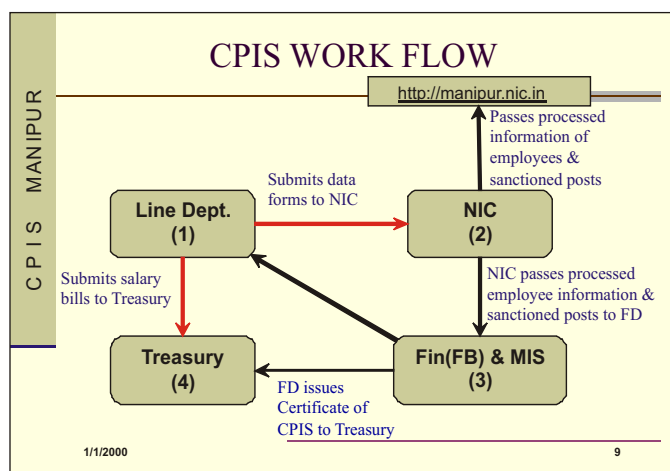 CPIS WORK FLOW
CPIS MANIPUR
http://manipur.nic.in
Passes processed
information of
employees &
sanctioned posts
Submits data
forms to NIC
Line Dept.
(1)
NIC
(2)
Submits salary
bills to Treasury
NIC passes processed
employee information &
sanctioned posts to FD
Treasury
(4)
Fin(FB) & MIS
(3)
FD issues
Certificate of
CPIS to Treasury
1/1/2000
9